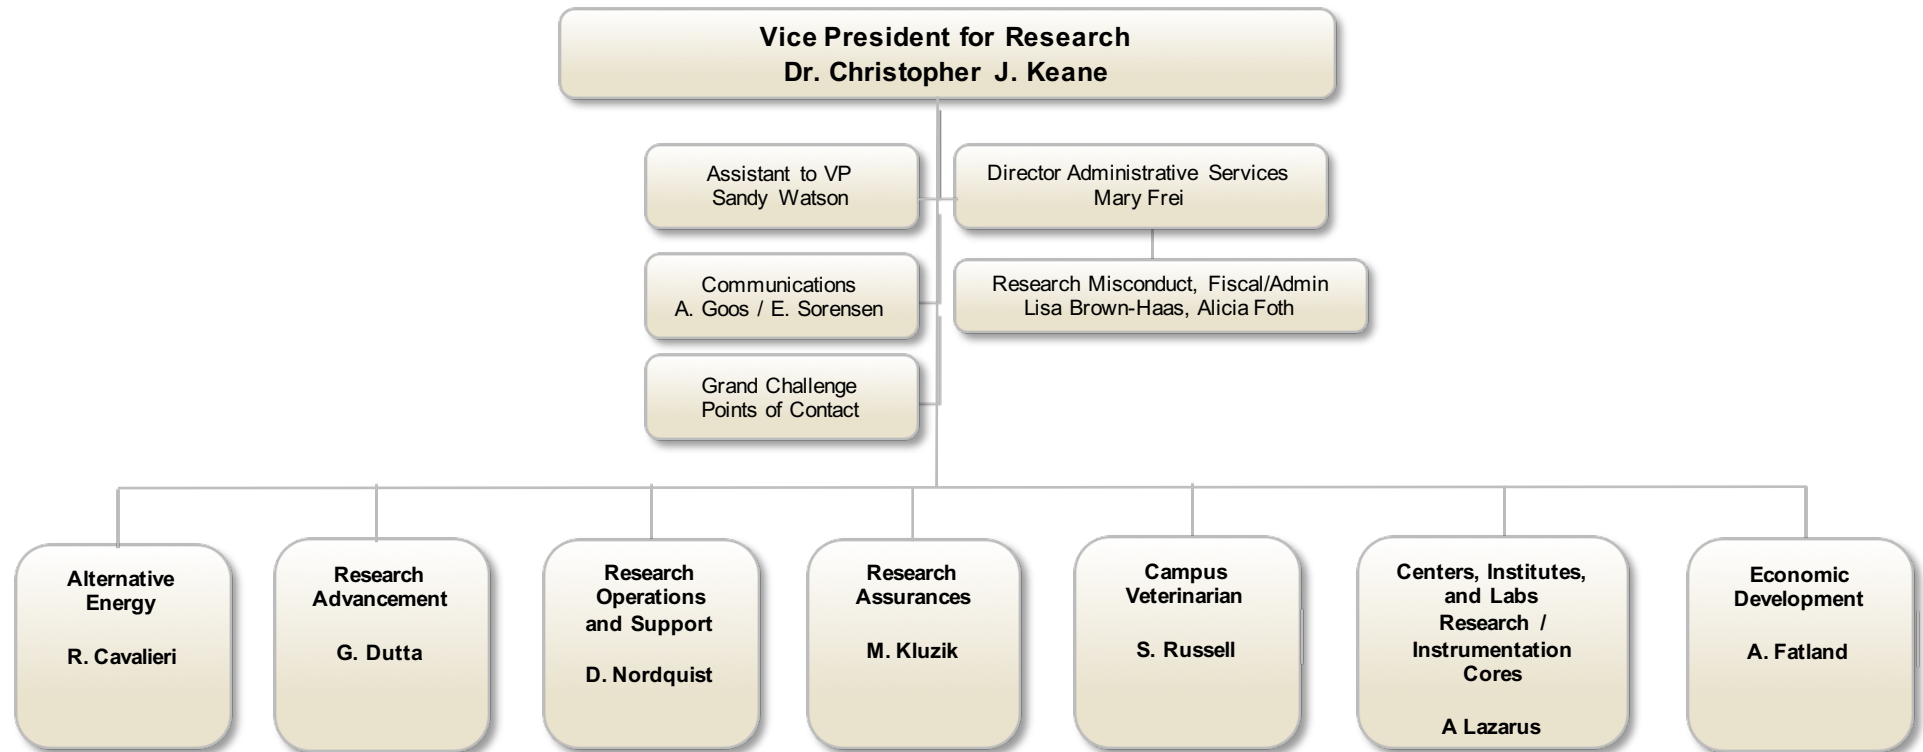 Vice President for Research
Dr. Christopher J. Keane
Assistant to VP
Sandy Watson
Director Administrative Services
Mary Frei
Communications
A. Goos / E. Sorensen
Research Misconduct, Fiscal/Admin
Lisa Brown-Haas, Alicia Foth
Grand Challenge
Points of Contact
Alternative
Energy
R. Cavalieri
Research
Advancement
G. Dutta
Research
Operations
and Support
D. Nordquist
Research
Assurances
M. Kluzik
Campus
Veterinarian
S. Russell
Centers, Institutes,
and Labs
Research /
Instrumentation
Cores
A Lazarus
Economic
Development
A. Fatland